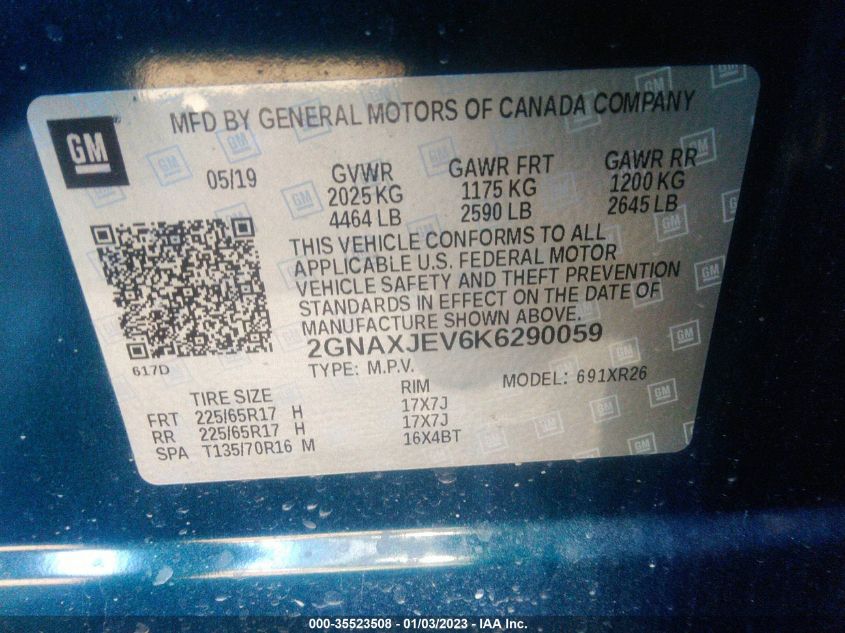 MFD BY GENERAL MOTORS OF CANADA COMPANY
GM
05/19
GVWR
2025 KG
4464 LB
GAWR FRT
1175 KG
2590 LB
GAWR RR
1200 KG
2645 LB
THIS VEHICLE CONFORMS TO ALL
APPLICABLE U.S. FEDERAL MOTOR
VEHICLE SAFETY AND THEFT PREVENTION
STANDARDS IN EFFECT ON THE DATE OF
MANUFACTURE SHOWN ABOVE.
2GNAXJEV6K6290059
617D
TYPE: M.P.V.
MODEL: 691XR26
TIRE SIZE RIM
FRT 225/65R17 H 17X7J
RR 225/65R17 H 17X7J
SPA T135/70R16 M 16X4BT
000-35523508 - 01/03/2023 - © IAA Inc.